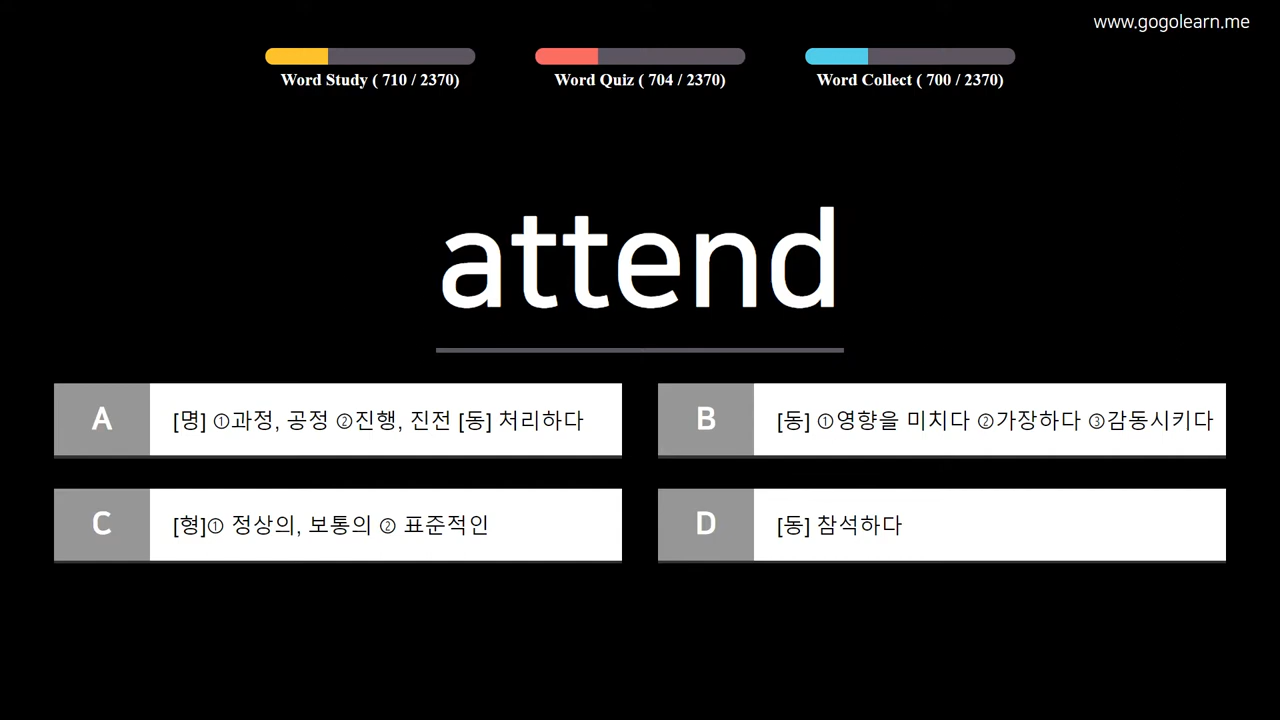 www.gogolearn.me
Word Study ( 710 / 2370)
Word Quiz ( 704 / 2370)
Word Collect ( 700 / 2370)
attend
A
[명] ①과정, 공정 ②진행, 진전 [동] 처리하다
B
[동] ①영향을 미치다 ②가장하다 ③감동시키다
C
[형]① 정상의, 보통의 ② 표준적인
D
[동] 참석하다